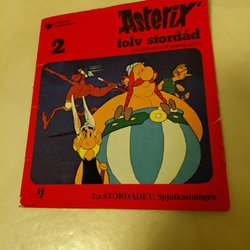 Asterix
tolv stordåd
2
2:a STORDÅDET: Spjutkastningen